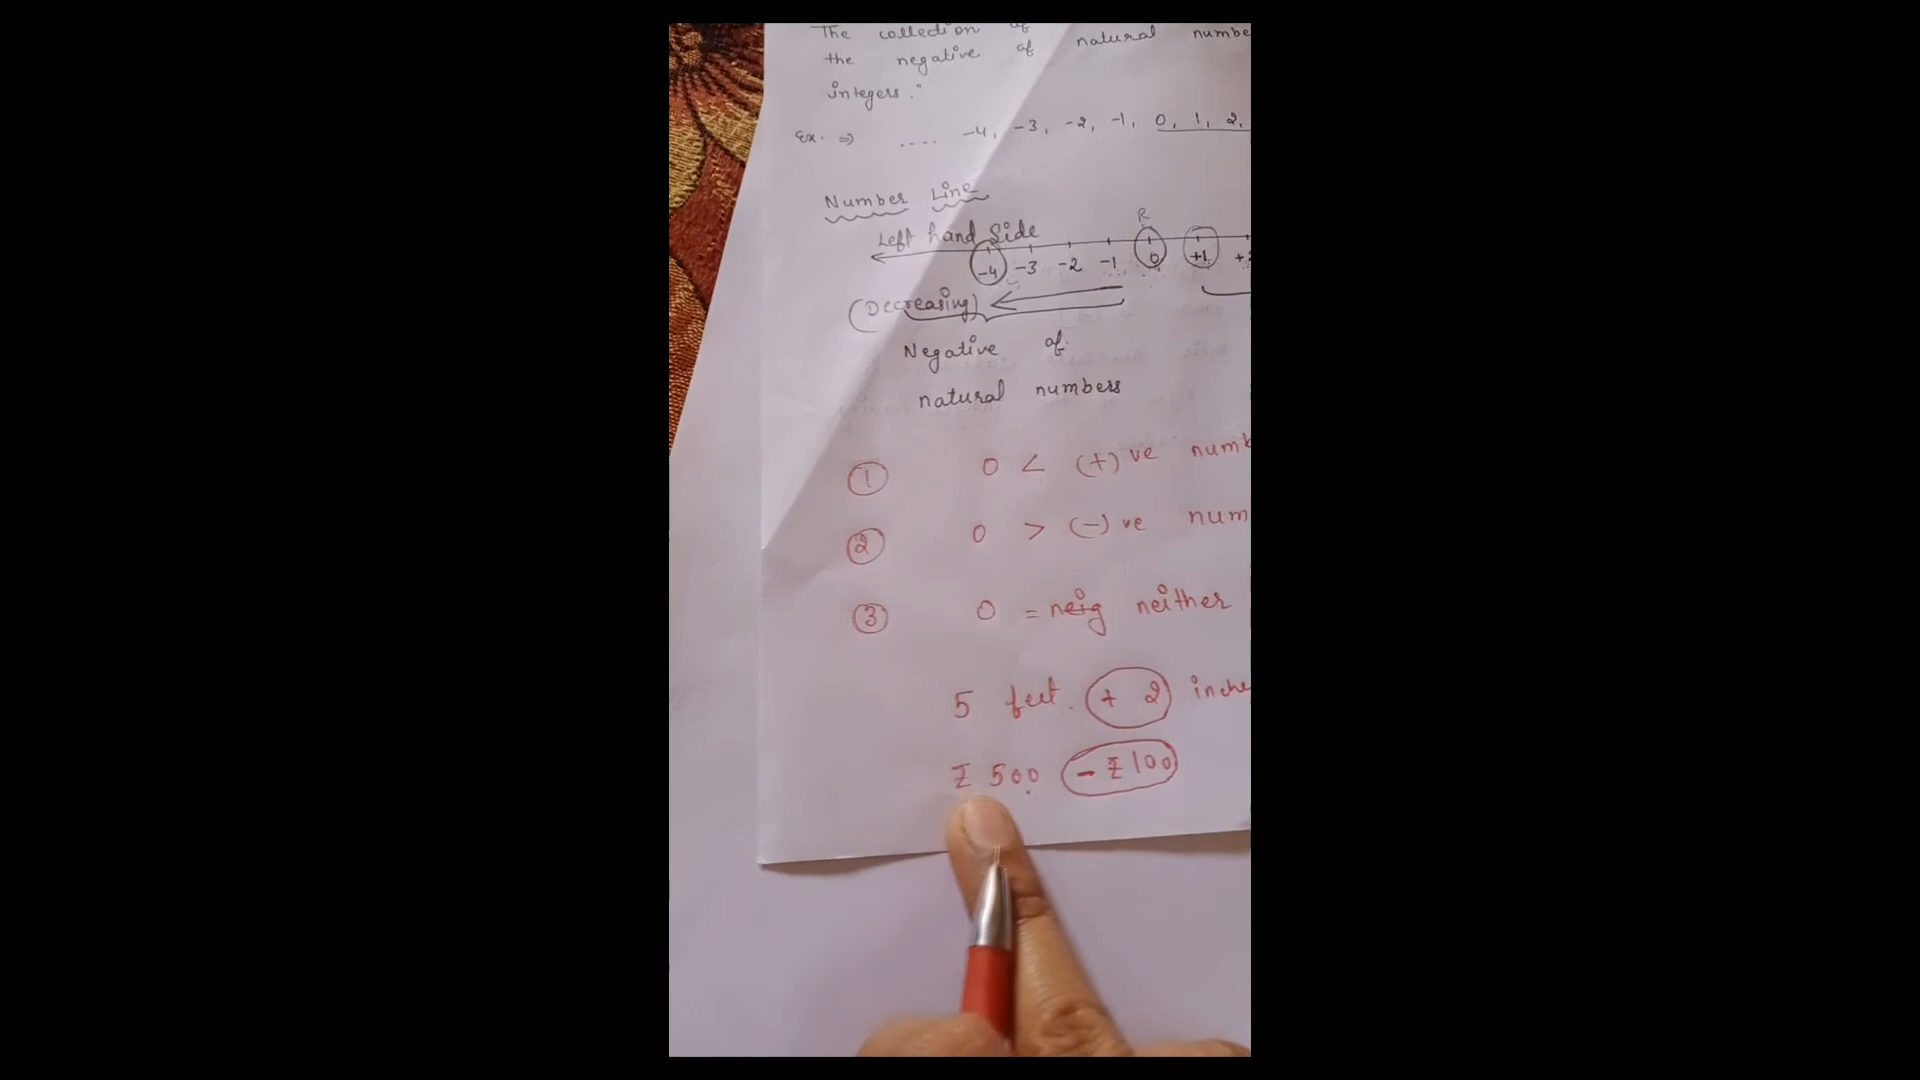 The collection of
the negative of natural numbe
integers."
Ex. ⇒ .... -4, -3, -2, -1, 0, 1, 2,
Number Line
Left hand Side
R
-4 -3 -2 -1 0 +1
(Decreasing)
Negative of
natural numbers
1 0 < (+)ve numb
2 0 > (-)ve num
3 0 = neig neither
5 feet. + 2 inche
₹ 500 - ₹100